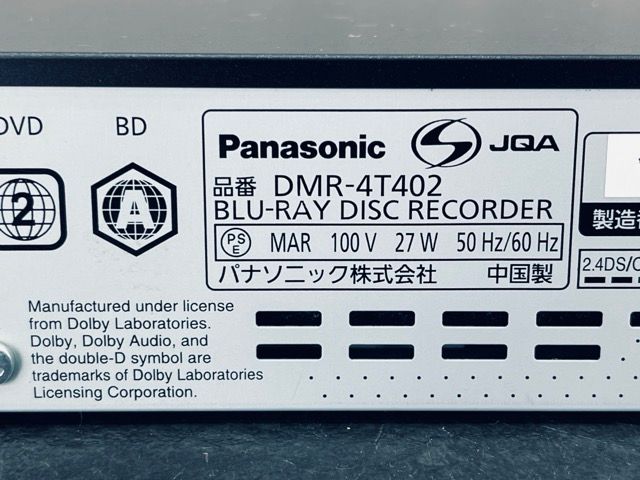 DVD
BD
2
A
Panasonic
S JQA
品番 DMR-4T402
BLU-RAY DISC RECORDER
PS E MAR 100 V 27 W 50 Hz/60 Hz
パナソニック株式会社 中国製
製造番
2.4DS/O
Manufactured under license
from Dolby Laboratories.
Dolby, Dolby Audio, and
the double-D symbol are
trademarks of Dolby Laboratories
Licensing Corporation.